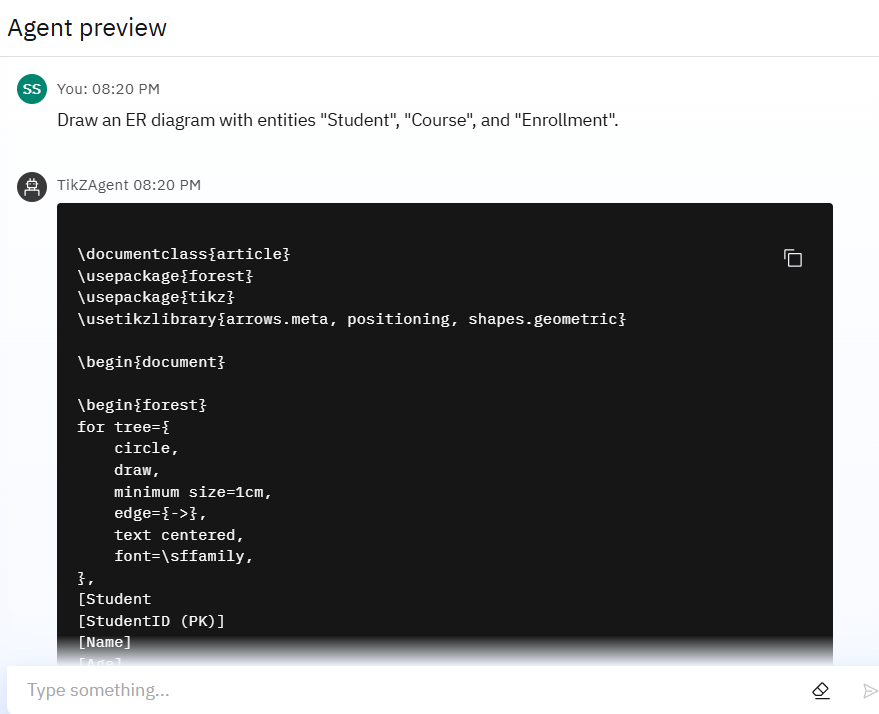 Agent preview
SS
You: 08:20 PM
Draw an ER diagram with entities "Student", "Course", and "Enrollment".
TikZAgent 08:20 PM
\documentclass{article}
\usepackage{forest}
\usepackage{tikz}
\usetikzlibrary{arrows.meta, positioning, shapes.geometric}
\begin{document}
\begin{forest}
for tree={
    circle,
    draw,
    minimum size=1cm,
    edge={->},
    text centered,
    font=\sffamily,
},
[Student
[StudentID (PK)]
[Name]
[Age]
Type something...